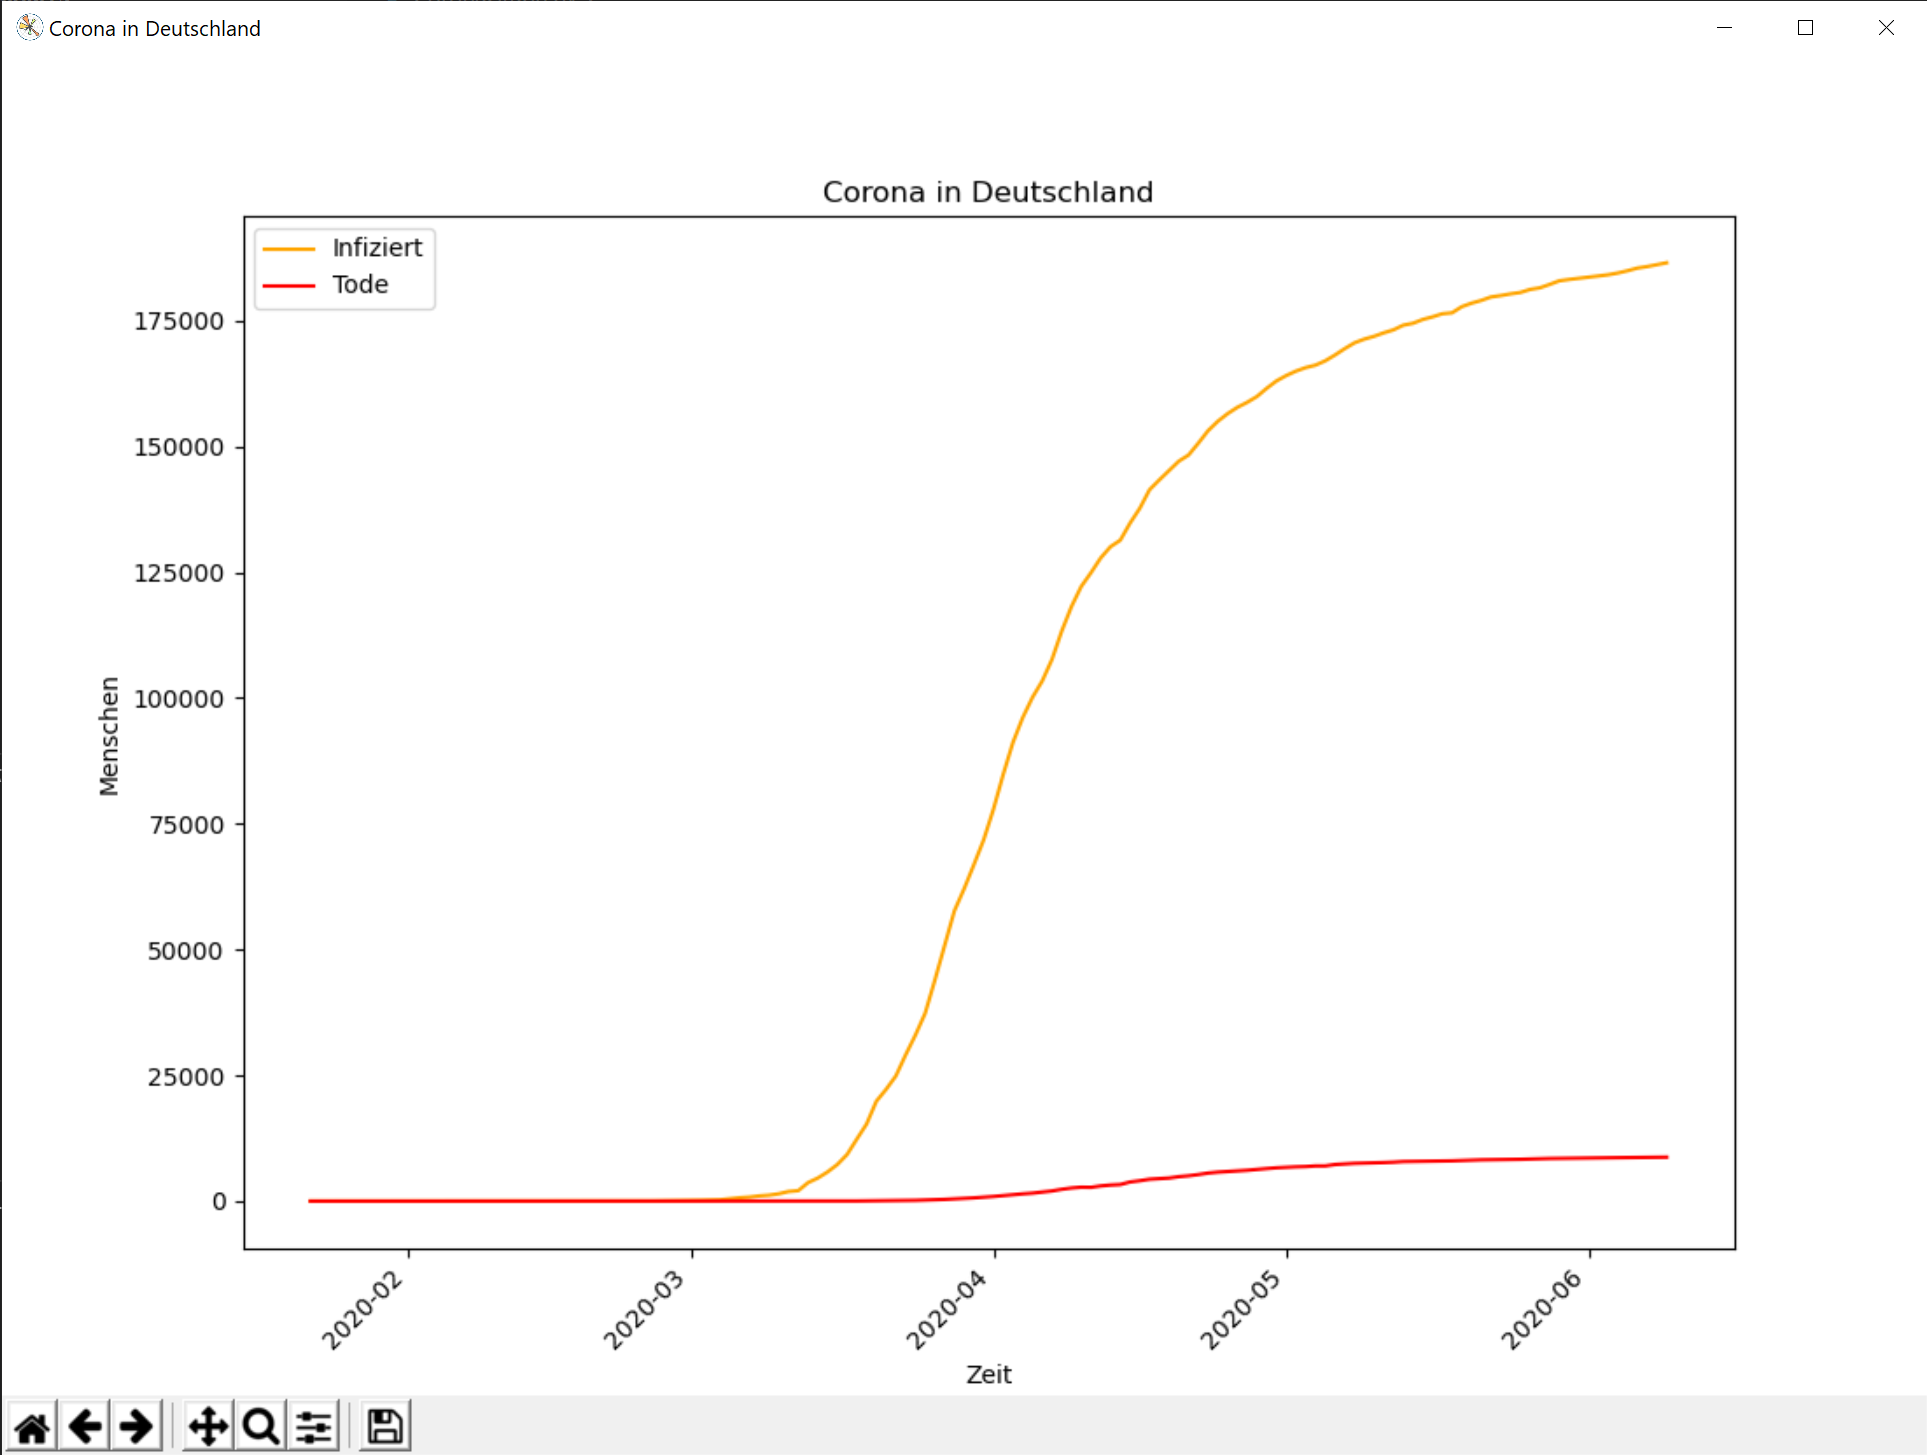 Corona in Deutschland
Corona in Deutschland
Infiziert
Tode
175000
150000
125000
100000
75000
50000
25000
0
Menschen
2020-02
2020-03
2020-04
2020-05
2020-06
Zeit